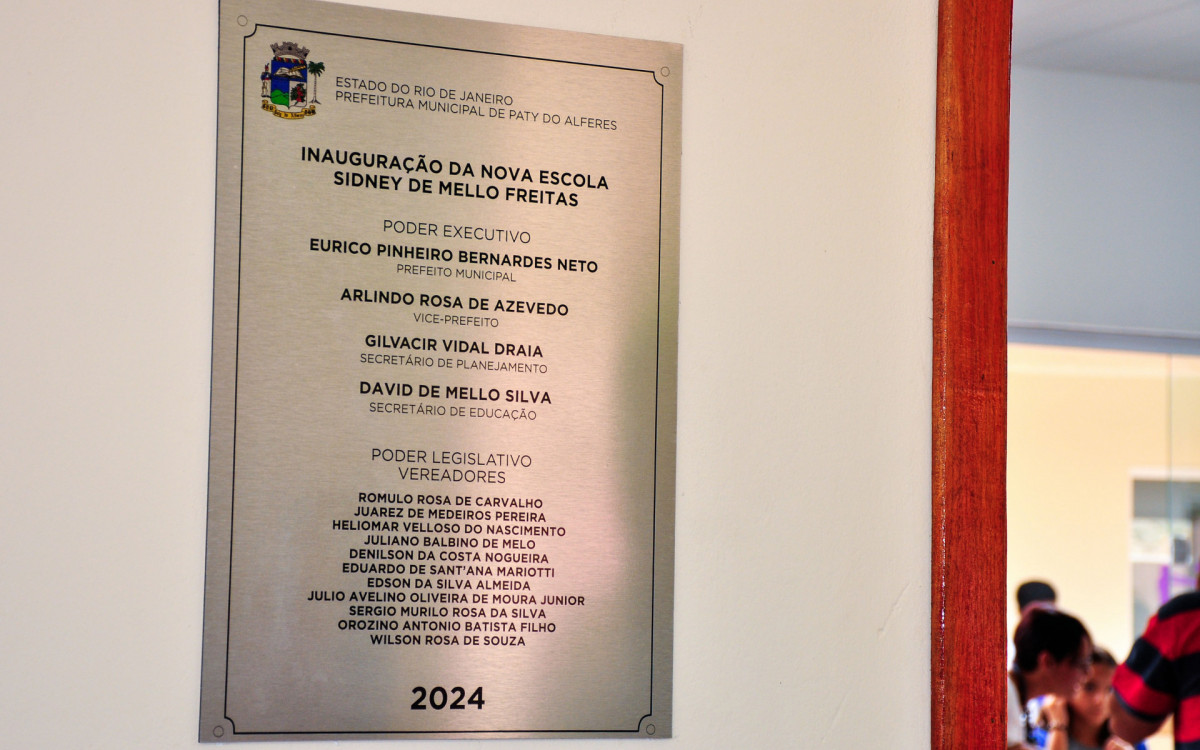 ESTADO DO RIO DE JANEIRO
PREFEITURA MUNICIPAL DE PATY DO ALFERES
INAUGURAÇÃO DA NOVA ESCOLA
SIDNEY DE MELLO FREITAS
PODER EXECUTIVO
EURICO PINHEIRO BERNARDES NETO
PREFEITO MUNICIPAL
ARLINDO ROSA DE AZEVEDO
VICE-PREFEITO
GILVACIR VIDAL DRAIA
SECRETÁRIO DE PLANEJAMENTO
DAVID DE MELLO SILVA
SECRETÁRIO DE EDUCAÇÃO
PODER LEGISLATIVO
VEREADORES
ROMULO ROSA DE CARVALHO
JUAREZ DE MEDEIROS PEREIRA
HELIOMAR VELLOSO DO NASCIMENTO
JULIANO BALBINO DE MELO
DENILSON DA COSTA NOGUEIRA
EDUARDO DE SANT'ANA MARIOTTI
EDSON DA SILVA ALMEIDA
JULIO AVELINO OLIVEIRA DE MOURA JUNIOR
SERGIO MURILO ROSA DA SILVA
OROZINO ANTONIO BATISTA FILHO
WILSON ROSA DE SOUZA
2024